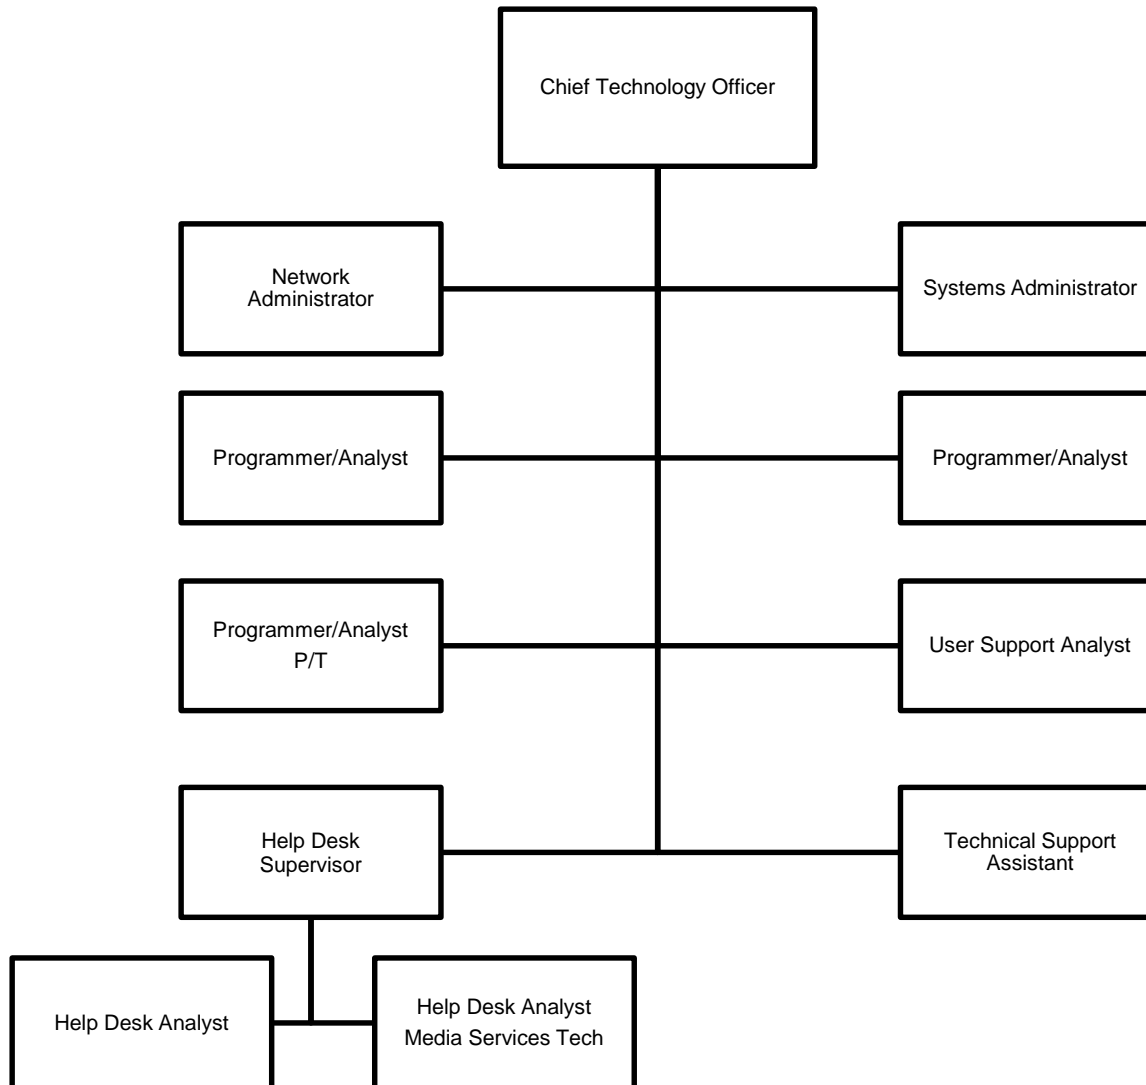 Chief Technology Officer
Network
Administrator
Systems Administrator
Programmer/Analyst
Programmer/Analyst
Programmer/Analyst
P/T
User Support Analyst
Help Desk
Supervisor
Technical Support
Assistant
Help Desk Analyst
Help Desk Analyst
Media Services Tech